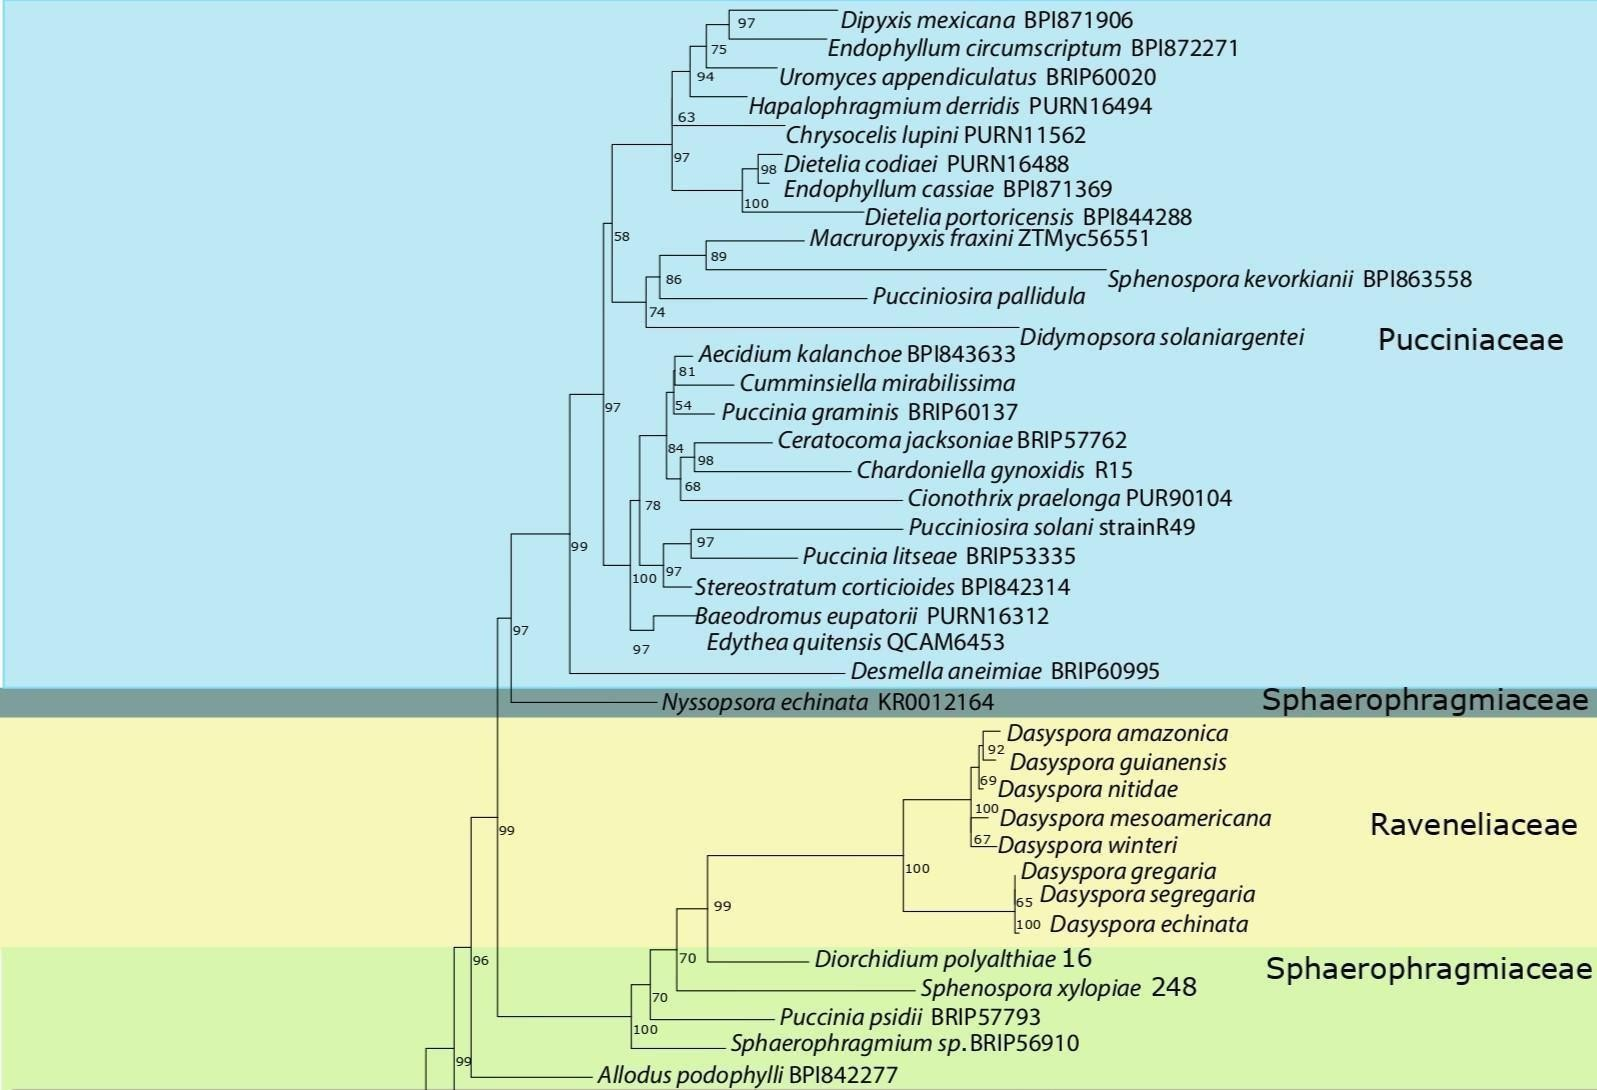 Dipyxis mexicana BPI871906
97
Endophyllum circumscriptum BPI872271
75
Uromyces appendiculatus BRIP60020
94
Hapalophragmium derridis PURN16494
63
Chrysocelis lupini PURN11562
97
Dietelia codiaei PURN16488
98
Endophyllum cassiae BPI871369
100
Dietelia portoricensis BPI844288
58
Macruropyxis fraxini ZTMyc56551
89
Sphenospora kevorkianii BPI863558
86
Pucciniosira pallidula
74
Didymopsora solaniargentei
Pucciniaceae
Aecidium kalanchoe BPI843633
81
Cumminsiella mirabilissima
54
Puccinia graminis BRIP60137
97
Ceratocoma jacksoniae BRIP57762
84
98
Chardoniella gynoxidis R15
68
Cionothrix praelonga PUR90104
78
Pucciniosira solani strainR49
97
99
Puccinia litseae BRIP53335
97
100
Stereostratum corticioides BPI842314
Baeodromus eupatorii PURN16312
97
Edythea quitensis QCAM6453
97
Desmella aneimiae BRIP60995
Nyssopsora echinata KR0012164
Sphaerophragmiaceae
Dasyspora amazonica
92
Dasyspora guianensis
69
Dasyspora nitidae
100
Dasyspora mesoamericana
Raveneliaceae
99
67
Dasyspora winteri
100
Dasyspora gregaria
Dasyspora segregaria
65
99
100
Dasyspora echinata
96
70
Diorchidium polyalthiae 16
Sphaerophragmiaceae
Sphenospora xylopiae 248
70
Puccinia psidii BRIP57793
100
Sphaerophragmium sp. BRIP56910
99
Allodus podophylli BPI842277